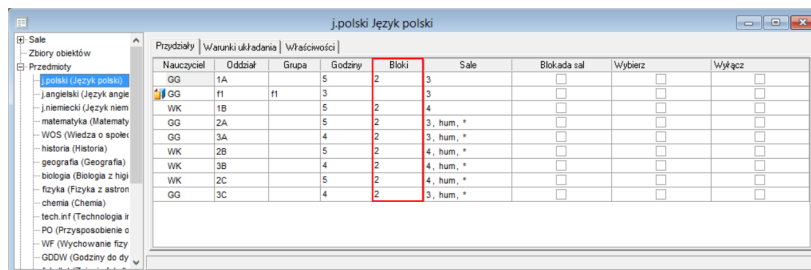 j.polski Język polski
Sale
Zbiory obiektów
Przedmioty
j.polski (Język polski)
j.angielski (Język angie
j.niemiecki (Język niem
matematyka (Matematy
WOS (Wiedza o społec
historia (Historia)
geografia (Geografia)
biologia (Biologia z higi
fizyka (Fizyka z astron
chemia (Chemia)
tech.inf (Technologia ir
PO (Przysposobienie o
WF (Wychowanie fizy
GDDW (Godziny do dy
Przydziały Warunki układania Właściwości
Nauczyciel Oddział Grupa Godziny Bloki Sale Blokada sal Wybierz Wyłącz
GG 1A 5 2 3
GG f1 f1 3 3
WK 1B 5 2 4
GG 2A 5 2 3, hum, *
GG 3A 4 2 3, hum, *
WK 2B 5 2 4, hum, *
WK 3B 4 2 4, hum, *
WK 2C 5 2 4, hum, *
GG 3C 4 2 3, hum, *